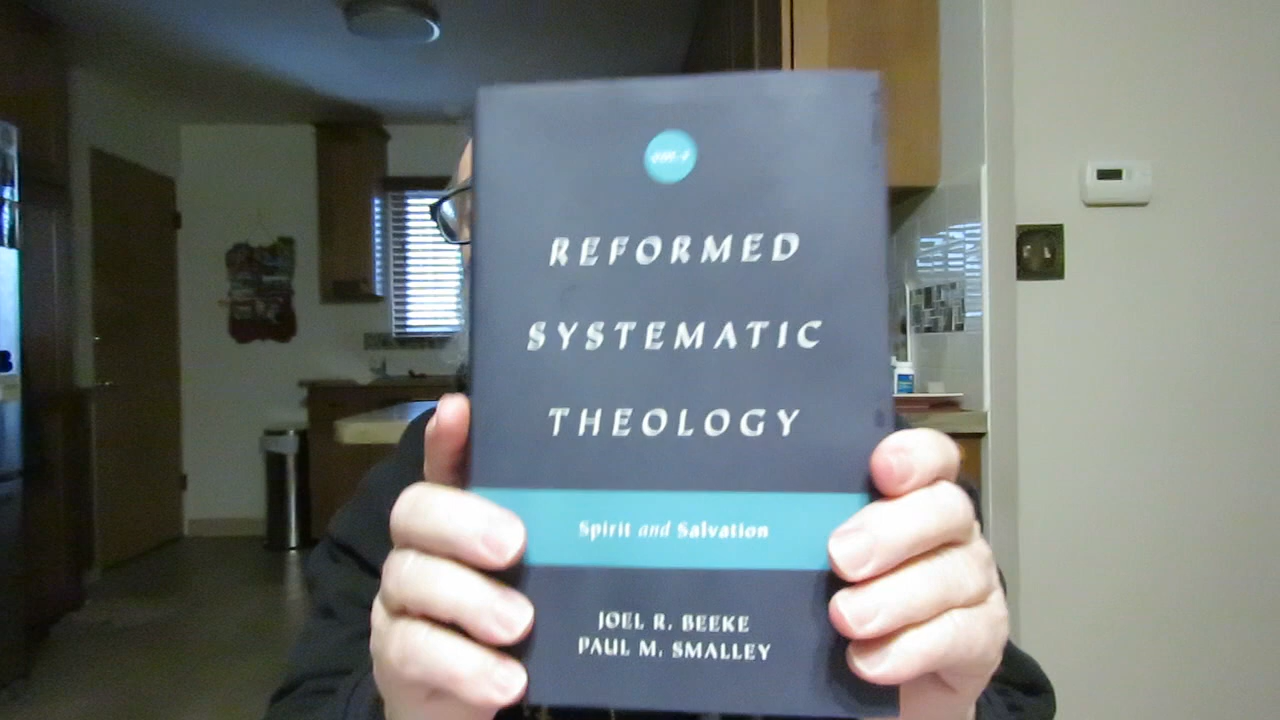 REFORMED
SYSTEMATIC
THEOLOGY
Spirit and Salvation
JOEL R. BEEKE
PAUL M. SMALLEY